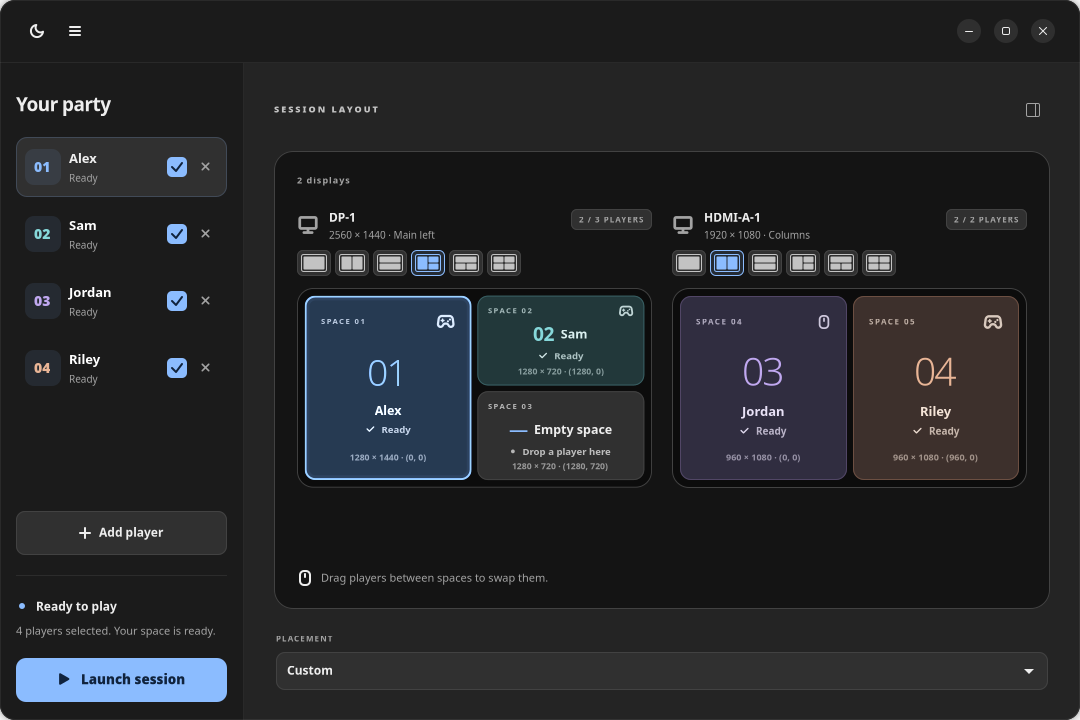 Your party
01
Alex
Ready
02
Sam
Ready
03
Jordan
Ready
04
Riley
Ready
Add player
Ready to play
4 players selected. Your space is ready.
Launch session
SESSION LAYOUT
2 displays
DP-1
2560 × 1440 · Main left
2 / 3 PLAYERS
SPACE 01
01
Alex
Ready
1280 × 1440 · (0, 0)
SPACE 02
02 Sam
Ready
1280 × 720 · (1280, 0)
SPACE 03
Empty space
Drop a player here
1280 × 720 · (1280, 720)
HDMI-A-1
1920 × 1080 · Columns
2 / 2 PLAYERS
SPACE 04
03
Jordan
Ready
960 × 1080 · (0, 0)
SPACE 05
04
Riley
Ready
960 × 1080 · (960, 0)
Drag players between spaces to swap them.
PLACEMENT
Custom